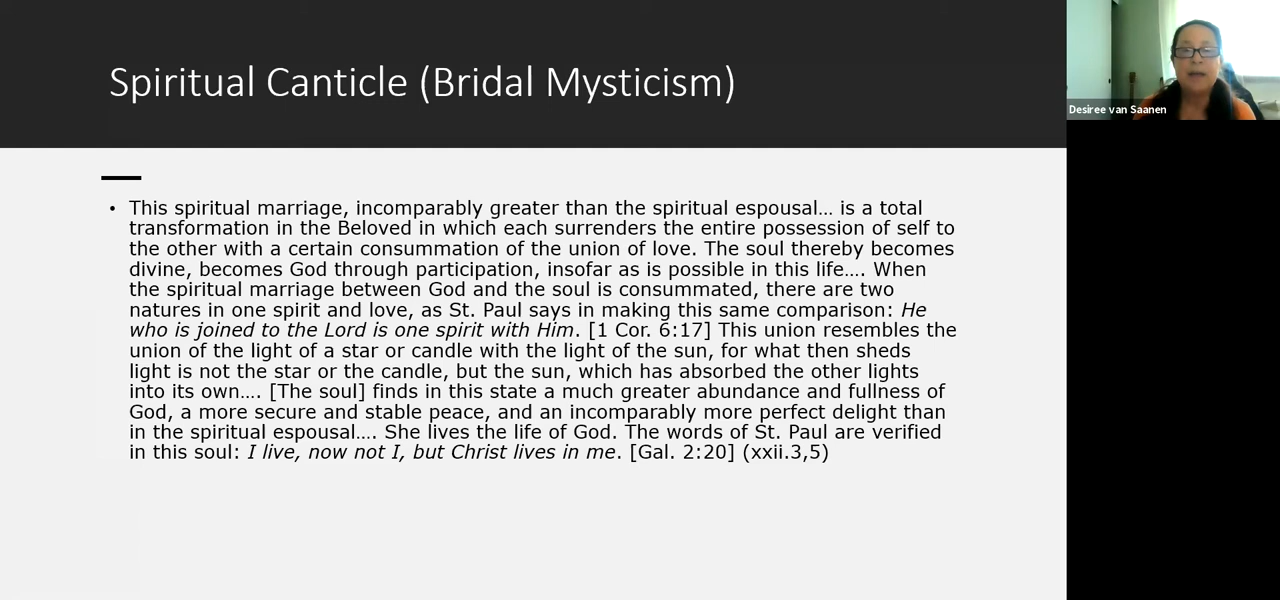 Spiritual Canticle (Bridal Mysticism)
Desiree van Saanen
• This spiritual marriage, incomparably greater than the spiritual espousal… is a total
transformation in the Beloved in which each surrenders the entire possession of self to
the other with a certain consummation of the union of love. The soul thereby becomes
divine, becomes God through participation, insofar as is possible in this life…. When
the spiritual marriage between God and the soul is consummated, there are two
natures in one spirit and love, as St. Paul says in making this same comparison: He
who is joined to the Lord is one spirit with Him. [1 Cor. 6:17] This union resembles the
union of the light of a star or candle with the light of the sun, for what then sheds
light is not the star or the candle, but the sun, which has absorbed the other lights
into its own…. [The soul] finds in this state a much greater abundance and fullness of
God, a more secure and stable peace, and an incomparably more perfect delight than
in the spiritual espousal…. She lives the life of God. The words of St. Paul are verified
in this soul: I live, now not I, but Christ lives in me. [Gal. 2:20] (xxii.3,5)